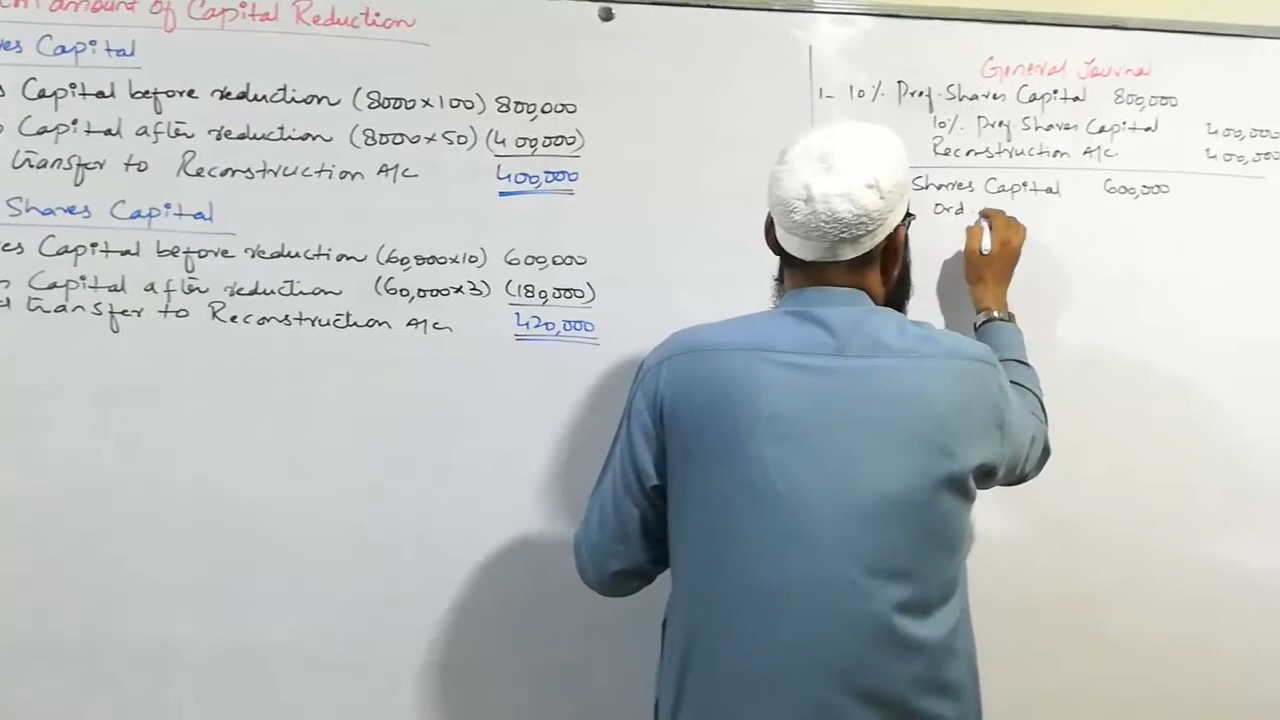 amount of Capital Reduction
Capital
Capital before reduction (8000×100) 800,000
Capital after reduction (8000×50) (400,000)
transfer to Reconstruction A/c 400,000
Shares Capital
Capital before reduction (60,000×10) 600,000
Capital after reduction (60,000×3) (180,000)
transfer to Reconstruction A/c 420,000
General Journal
1- 10% Pref. Shares Capital 800,000
10% Pref Shares Capital 400,000
Reconstruction A/c. 400,000
Shares Capital 600,000
Ord